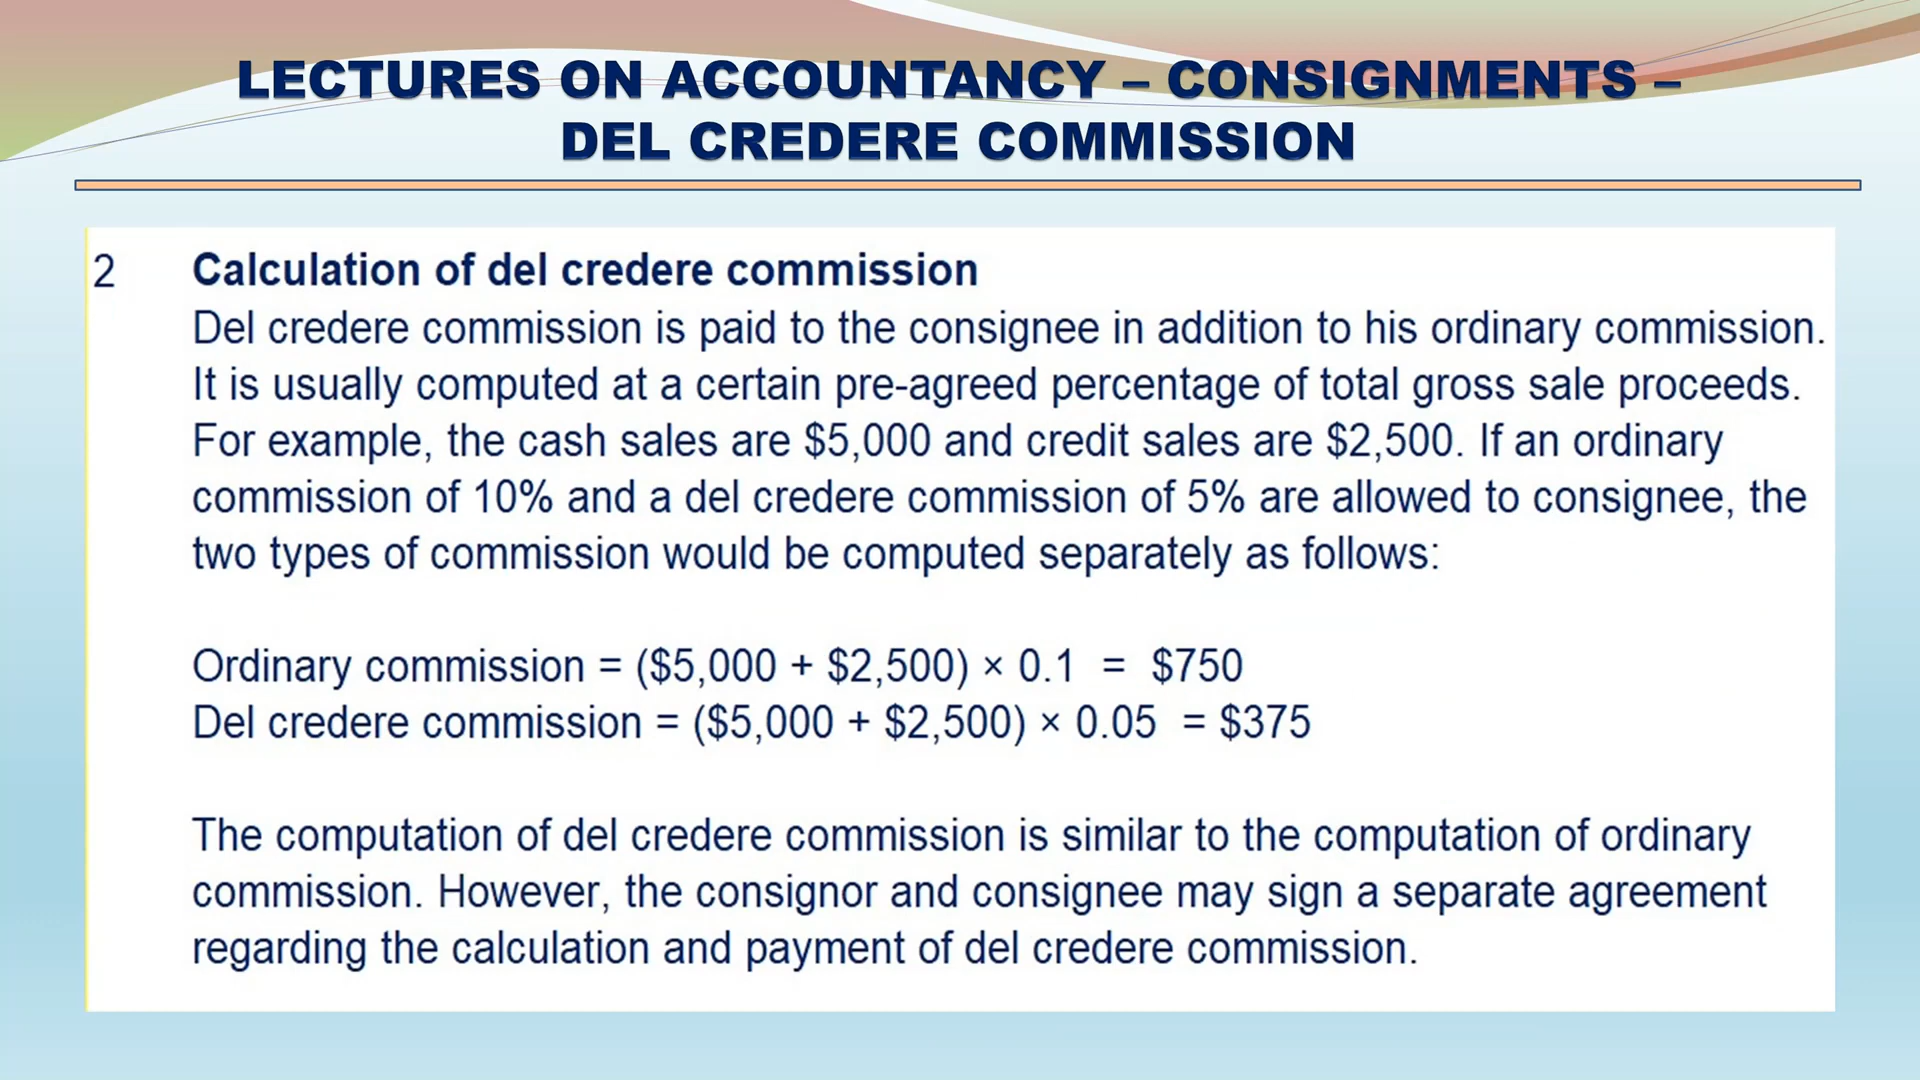 LECTURES ON ACCOUNTANCY – CONSIGNMENTS –
DEL CREDERE COMMISSION
2 Calculation of del credere commission
Del credere commission is paid to the consignee in addition to his ordinary commission.
It is usually computed at a certain pre-agreed percentage of total gross sale proceeds.
For example, the cash sales are $5,000 and credit sales are $2,500. If an ordinary
commission of 10% and a del credere commission of 5% are allowed to consignee, the
two types of commission would be computed separately as follows:
Ordinary commission = ($5,000 + $2,500) × 0.1 = $750
Del credere commission = ($5,000 + $2,500) × 0.05 = $375
The computation of del credere commission is similar to the computation of ordinary
commission. However, the consignor and consignee may sign a separate agreement
regarding the calculation and payment of del credere commission.